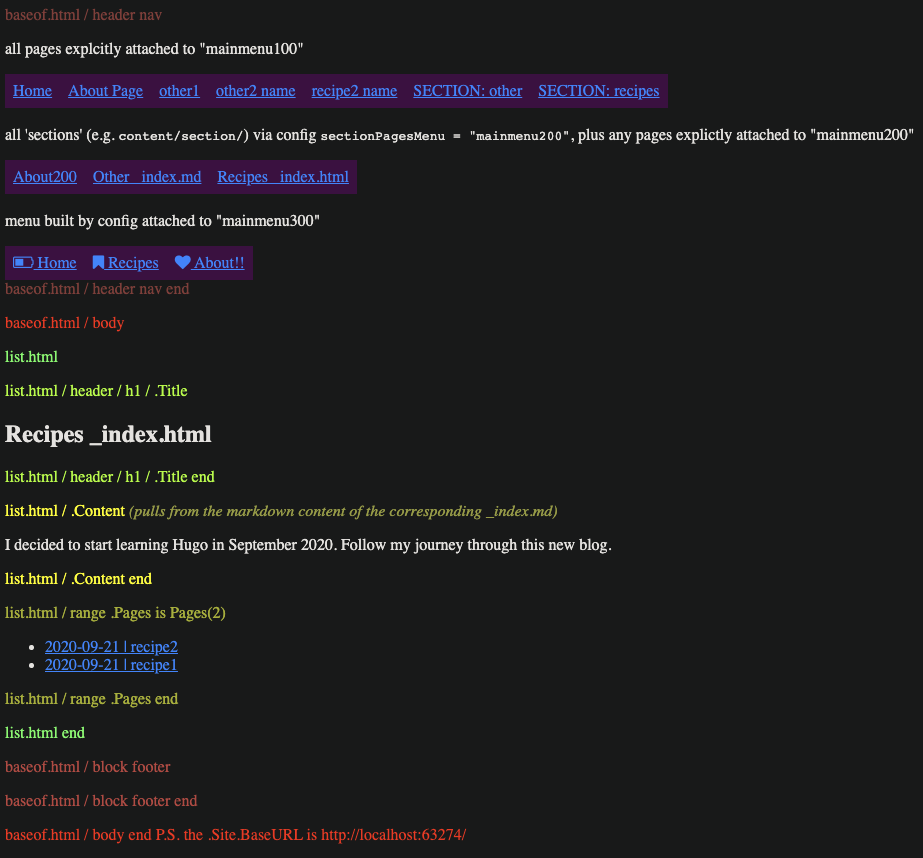 baseof.html / header nav
all pages explcitly attached to "mainmenu100"
Home About Page other1 other2 name recipe2 name SECTION: other SECTION: recipes
all 'sections' (e.g. content/section/) via config sectionPagesMenu = "mainmenu200", plus any pages explictly attached to "mainmenu200"
About200 Other _index.md Recipes _index.html
menu built by config attached to "mainmenu300"
Home Recipes About!!
baseof.html / header nav end
baseof.html / body
list.html
list.html / header / h1 / .Title
Recipes _index.html
list.html / header / h1 / .Title end
list.html / .Content (pulls from the markdown content of the corresponding _index.md)
I decided to start learning Hugo in September 2020. Follow my journey through this new blog.
list.html / .Content end
list.html / range .Pages is Pages(2)
2020-09-21 | recipe2
2020-09-21 | recipe1
list.html / range .Pages end
list.html end
baseof.html / block footer
baseof.html / block footer end
baseof.html / body end P.S. the .Site.BaseURL is http://localhost:63274/